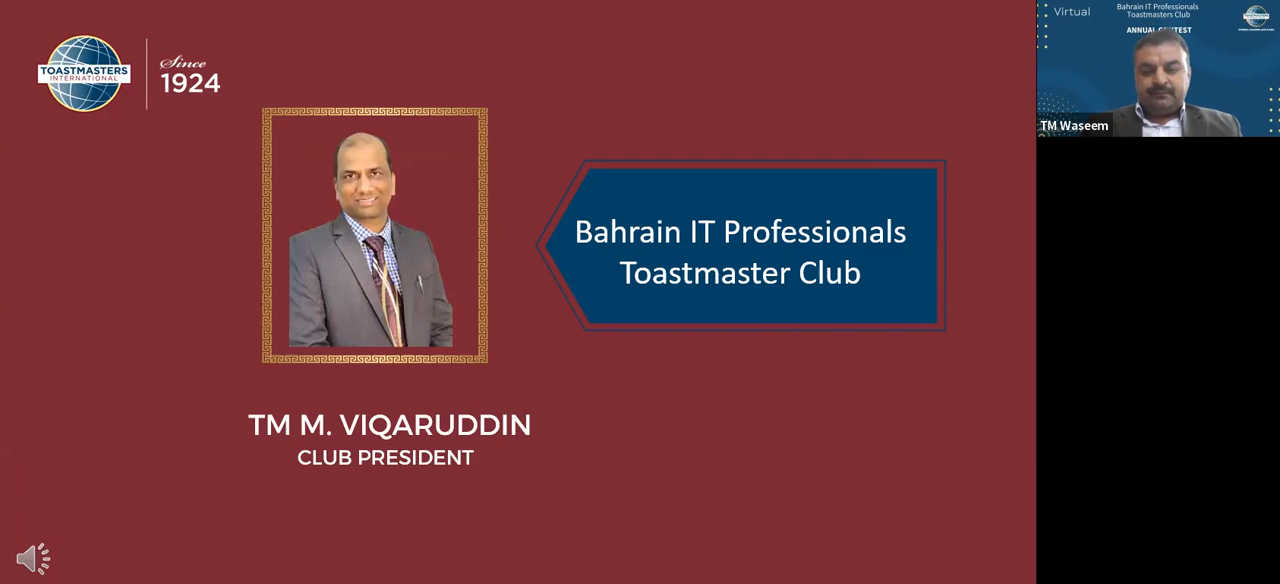 TOASTMASTERS
INTERNATIONAL
Since
1924
Bahrain IT Professionals
Toastmaster Club
TM M. VIQARUDDIN
CLUB PRESIDENT
Virtual
Bahrain IT Professionals
Toastmasters Club
TM Waseem